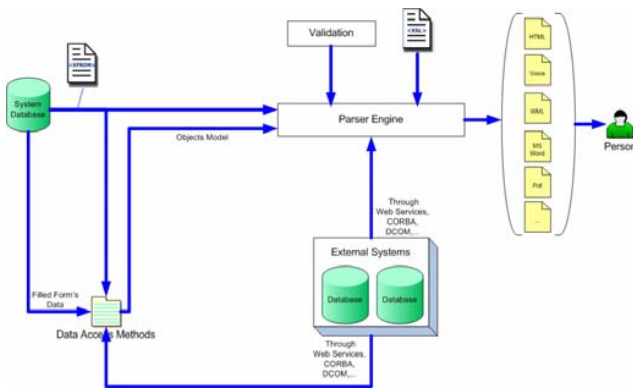 Validation
<XSL>
<XFROM>
System
Database
Parser Engine
Objects Model
HTML
Voice
WML
MS
Word
Pdf
...
Person
Through
Web Services,
CORBA,
DCOM,...
External Systems
Database
Database
Filled Form's
Data
Data Access Methods
Through
Web Services,
CORBA,
DCOM,...